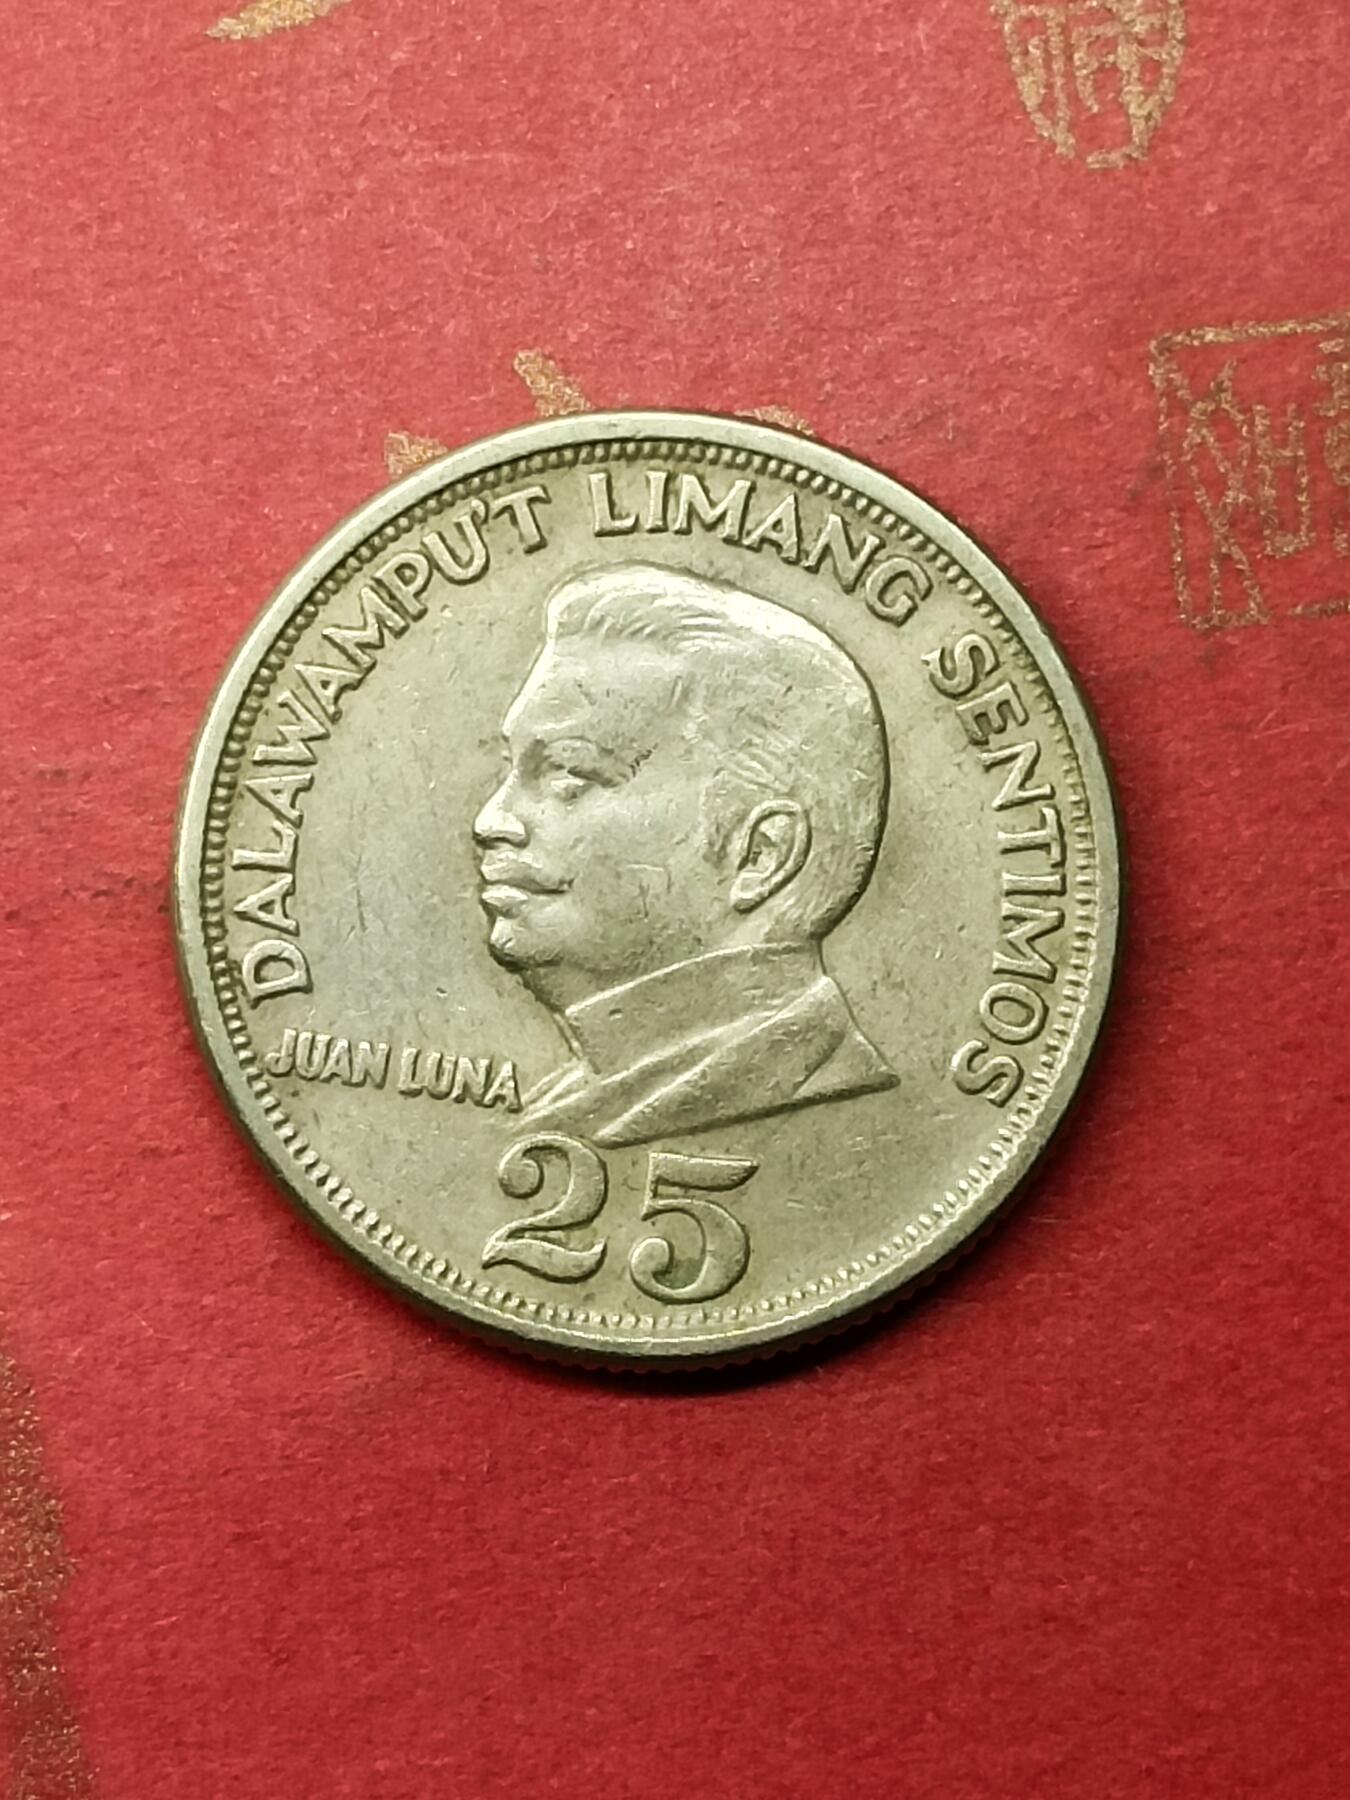 DALAWAMPU'T LIMANG SENTIMOS
JUAN LUNA
25